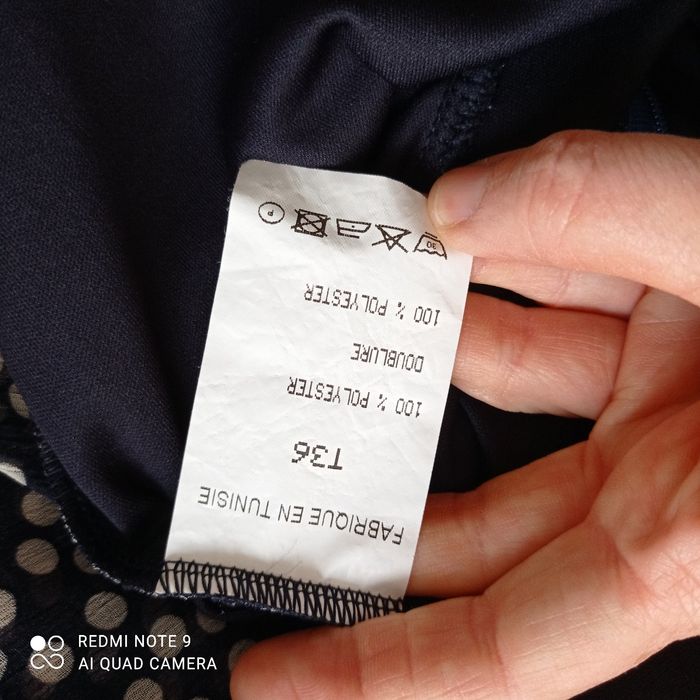 FABRIQUE EN TUNISIE
T36
100 % POLYESTER
DOUBLURE
100 % POLYESTER
30
P
REDMI NOTE 9
AI QUAD CAMERA